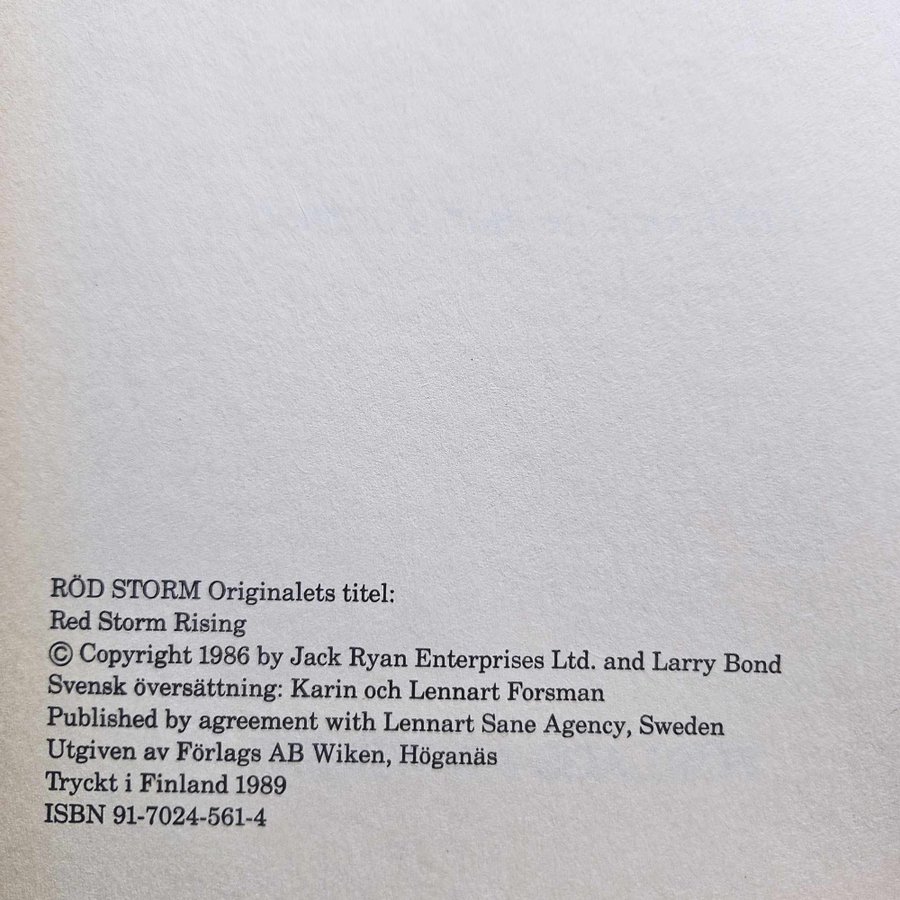 RÖD STORM Originalets titel:
Red Storm Rising
© Copyright 1986 by Jack Ryan Enterprises Ltd. and Larry Bond
Svensk översättning: Karin och Lennart Forsman
Published by agreement with Lennart Sane Agency, Sweden
Utgiven av Förlags AB Wiken, Höganäs
Tryckt i Finland 1989
ISBN 91-7024-561-4